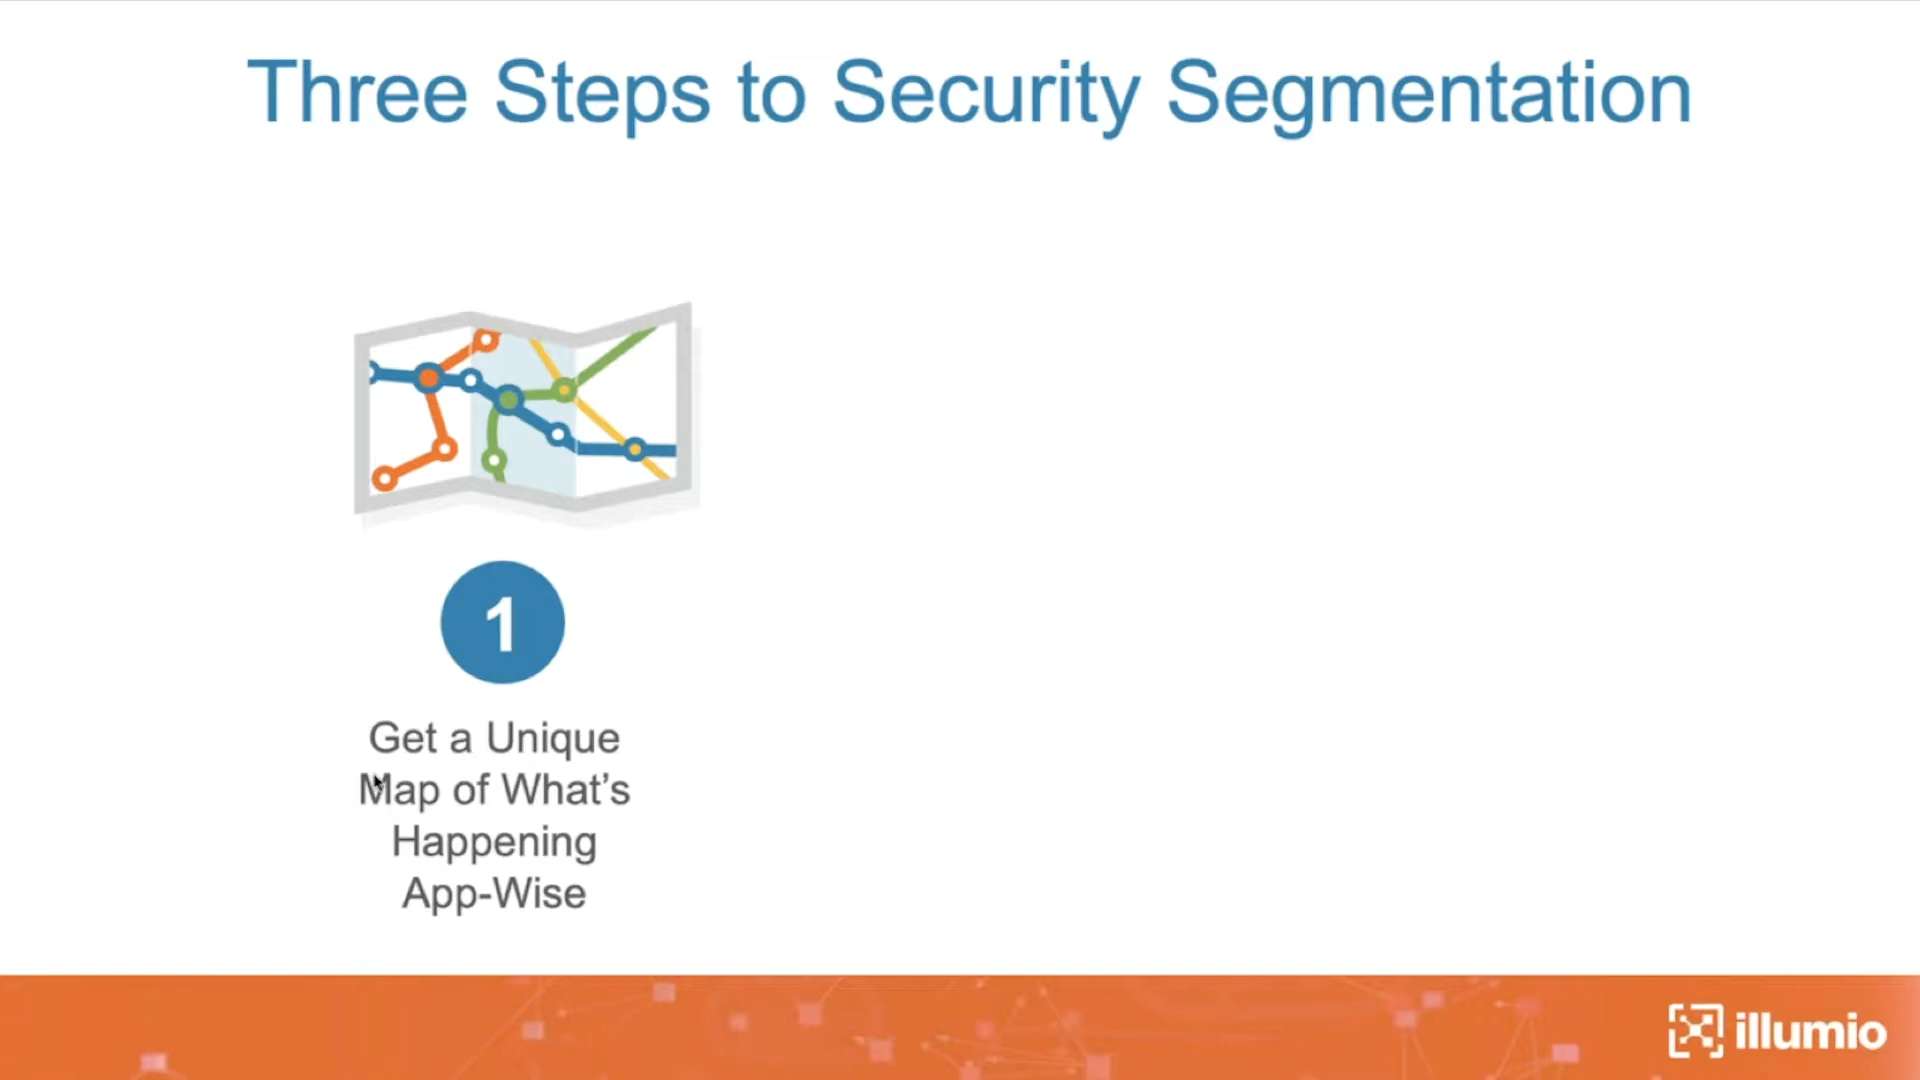 Three Steps to Security Segmentation
1
Get a Unique
Map of What’s
Happening
App-Wise
illumio